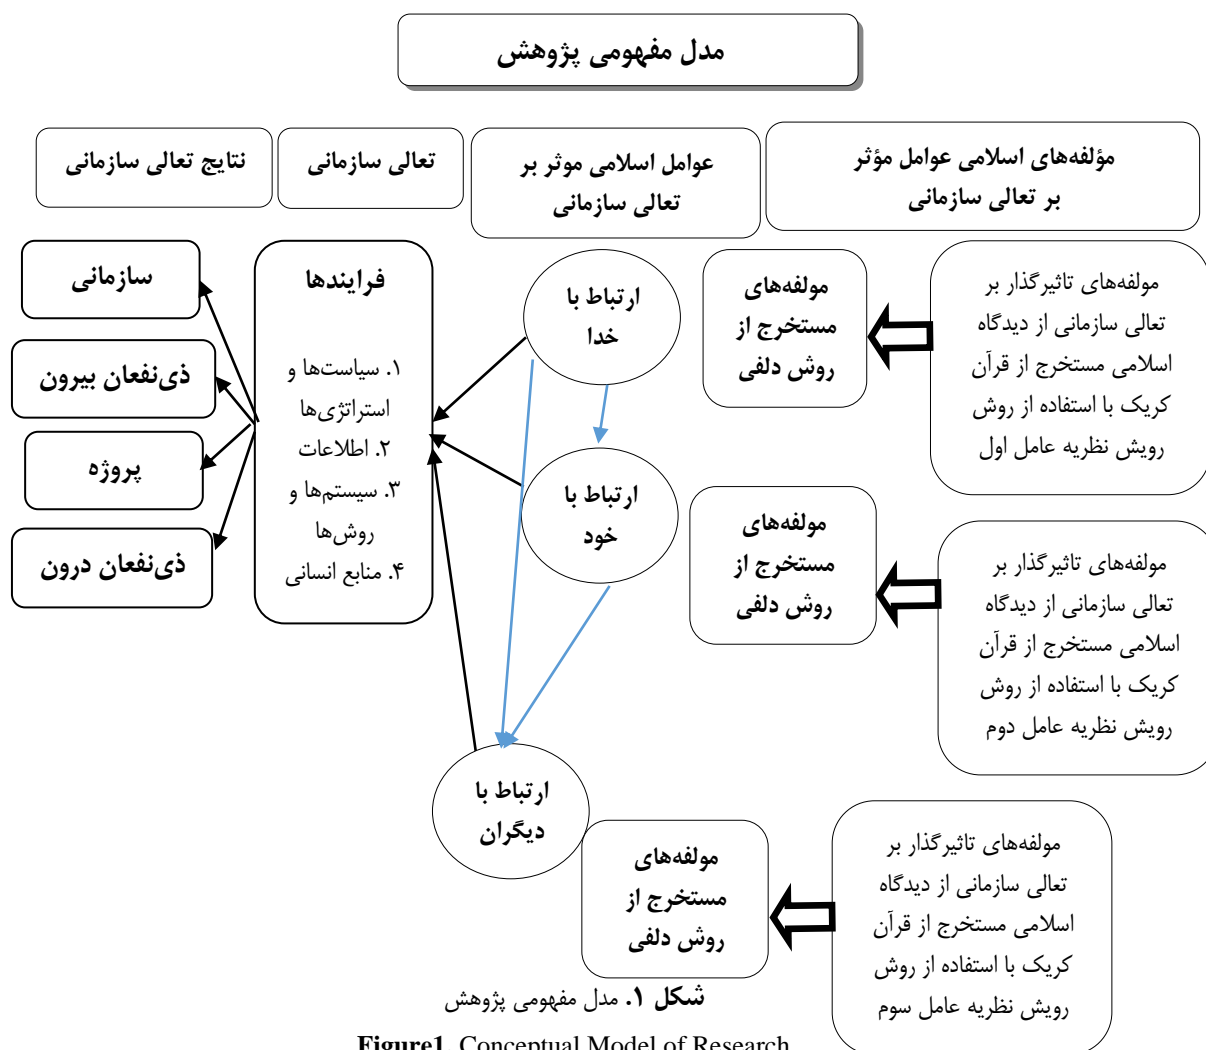 مدل مفهومی پژوهش
مؤلفه‌های اسلامی عوامل مؤثر
بر تعالی سازمانی
عوامل اسلامی موثر بر
تعالی سازمانی
تعالی سازمانی
نتایج تعالی سازمانی
مولفه‌های تاثیرگذار بر
تعالی سازمانی از دیدگاه
اسلامی مستخرج از قرآن
کریک با استفاده از روش
رویش نظریه عامل اول
مولفه‌های
مستخرج از
روش دلفی
ارتباط با
خدا
مولفه‌های تاثیرگذار بر
تعالی سازمانی از دیدگاه
اسلامی مستخرج از قرآن
کریک با استفاده از روش
رویش نظریه عامل دوم
مولفه‌های
مستخرج از
روش دلفی
ارتباط با
خود
مولفه‌های تاثیرگذار بر
تعالی سازمانی از دیدگاه
اسلامی مستخرج از قرآن
کریک با استفاده از روش
رویش نظریه عامل سوم
مولفه‌های
مستخرج از
روش دلفی
ارتباط با
دیگران
فرایندها
۱. سیاست‌ها و
استراتژی‌ها
۲. اطلاعات
۳. سیستم‌ها و
روش‌ها
۴. منابع انسانی
سازمانی
ذی‌نفعان بیرون
پروژه
ذی‌نفعان درون
شکل ۱. مدل مفهومی پژوهش
Figure1. Conceptual Model of Research